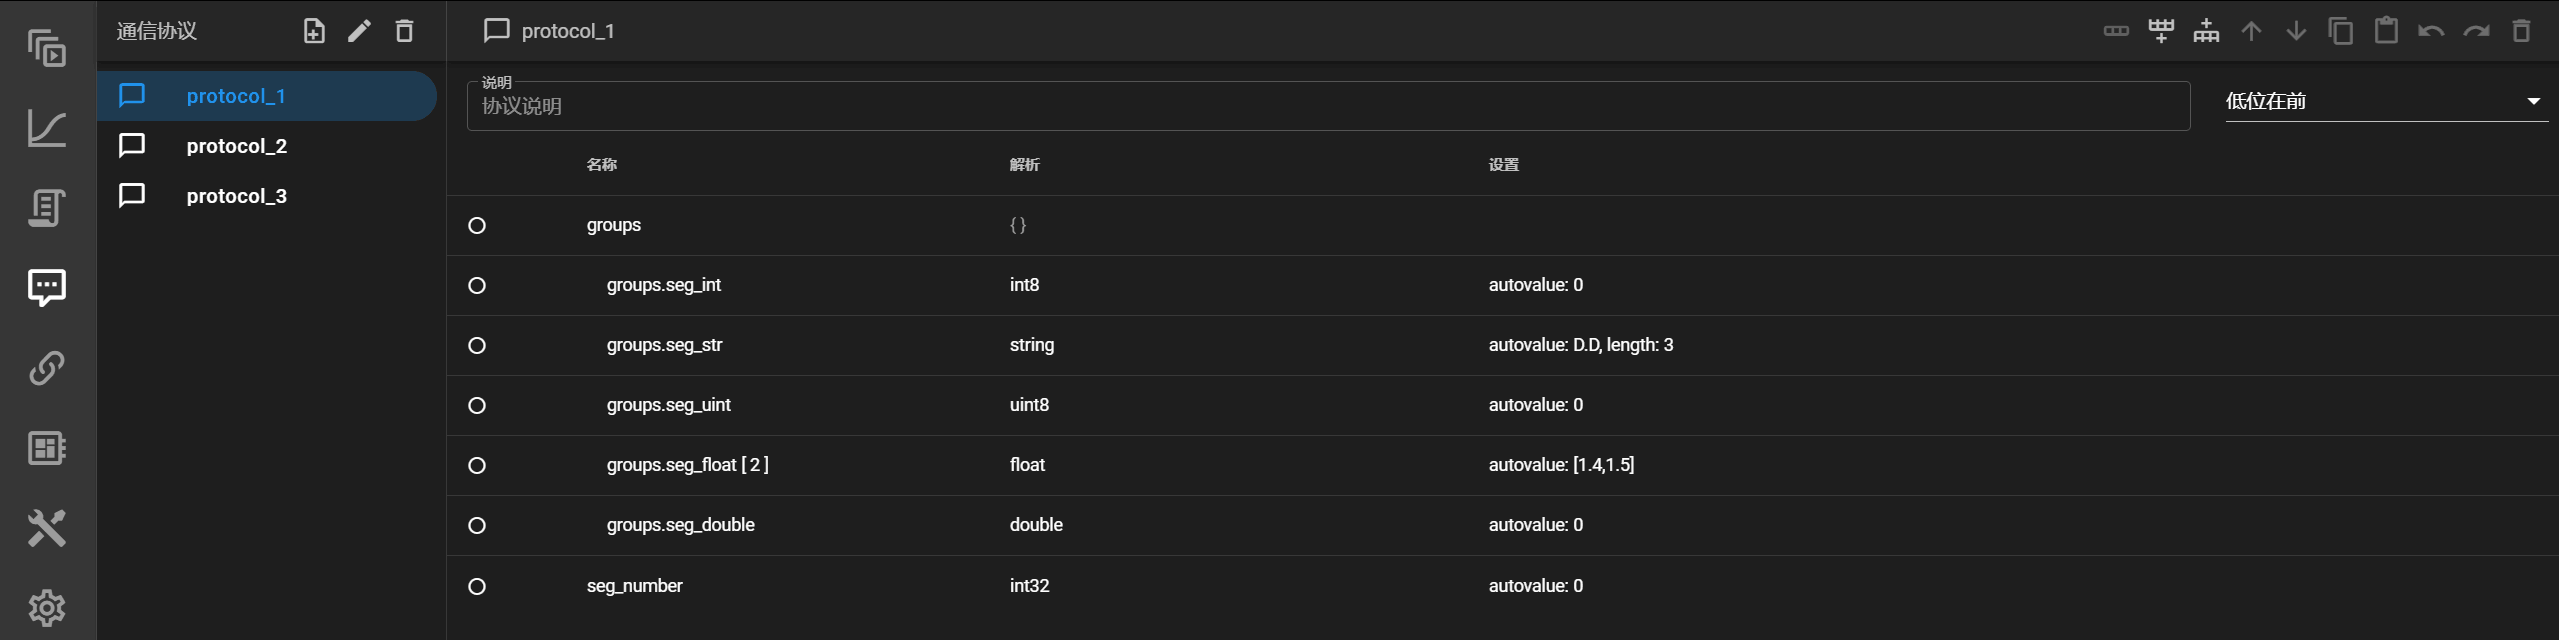 通信协议
protocol_1
protocol_2
protocol_3
protocol_1
说明
协议说明
低位在前
名称 解析 设置
groups { }
groups.seg_int int8 autovalue: 0
groups.seg_str string autovalue: D.D, length: 3
groups.seg_uint uint8 autovalue: 0
groups.seg_float [ 2 ] float autovalue: [1.4,1.5]
groups.seg_double double autovalue: 0
seg_number int32 autovalue: 0